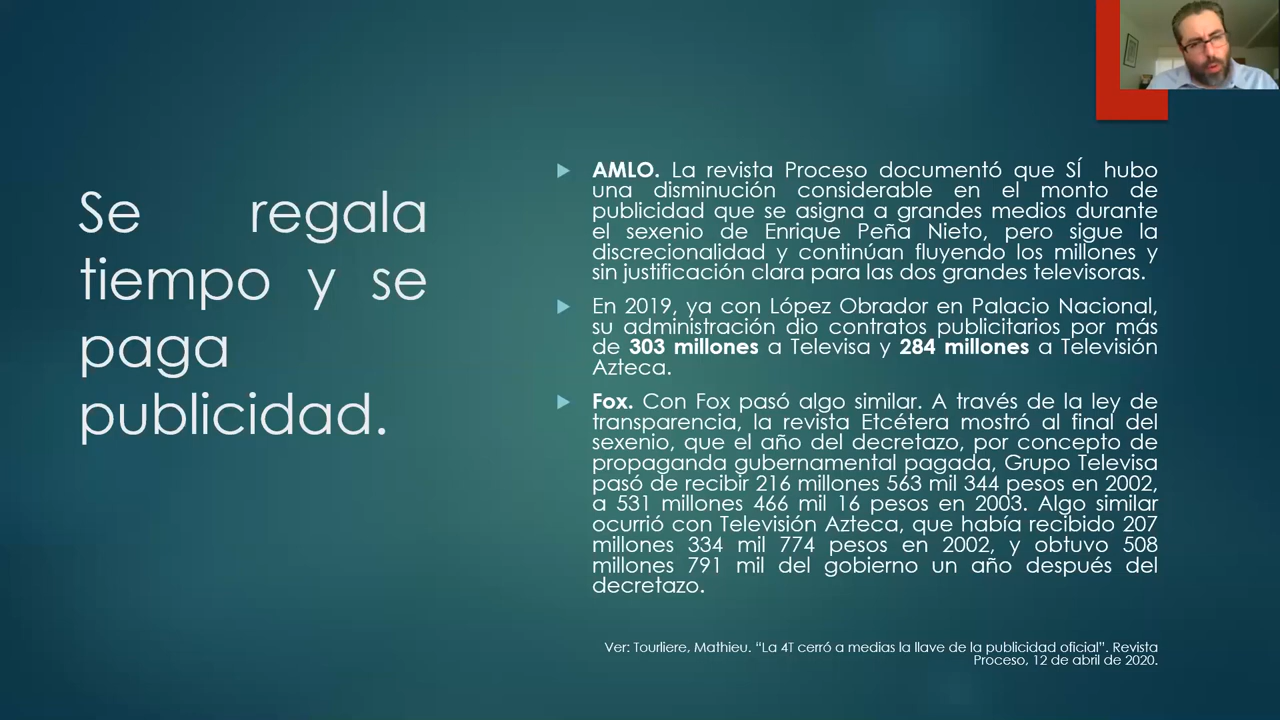 Se regala
tiempo y se
paga
publicidad.
AMLO. La revista Proceso documentó que SÍ hubo
una disminución considerable en el monto de
publicidad que se asigna a grandes medios durante
el sexenio de Enrique Peña Nieto, pero sigue la
discrecionalidad y continúan fluyendo los millones y
sin justificación clara para las dos grandes televisoras.
En 2019, ya con López Obrador en Palacio Nacional,
su administración dio contratos publicitarios por más
de 303 millones a Televisa y 284 millones a Televisión
Azteca.
Fox. Con Fox pasó algo similar. A través de la ley de
transparencia, la revista Etcétera mostró al final del
sexenio, que el año del decretazo, por concepto de
propaganda gubernamental pagada, Grupo Televisa
pasó de recibir 216 millones 563 mil 344 pesos en 2002,
a 531 millones 466 mil 16 pesos en 2003. Algo similar
ocurrió con Televisión Azteca, que había recibido 207
millones 334 mil 774 pesos en 2002, y obtuvo 508
millones 791 mil del gobierno un año después del
decretazo.
Ver: Tourliere, Mathieu. “La 4T cerró a medias la llave de la publicidad oficial”. Revista
Proceso, 12 de abril de 2020.